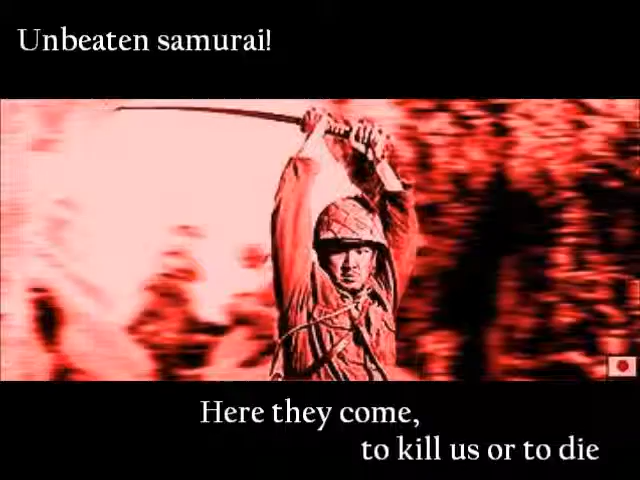 Unbeaten samurai!
Here they come,
to kill us or to die